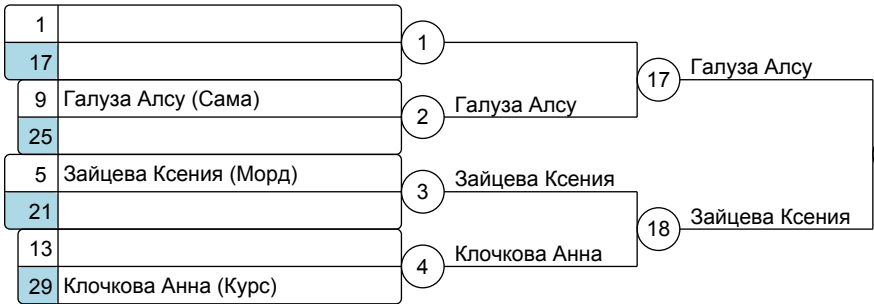 1
17
9 Галуза Алсу (Сама)
25
5 Зайцева Ксения (Морд)
21
13
29 Клочкова Анна (Курс)
1
2 Галуза Алсу
3 Зайцева Ксения
4 Клочкова Анна
17 Галуза Алсу
18 Зайцева Ксения